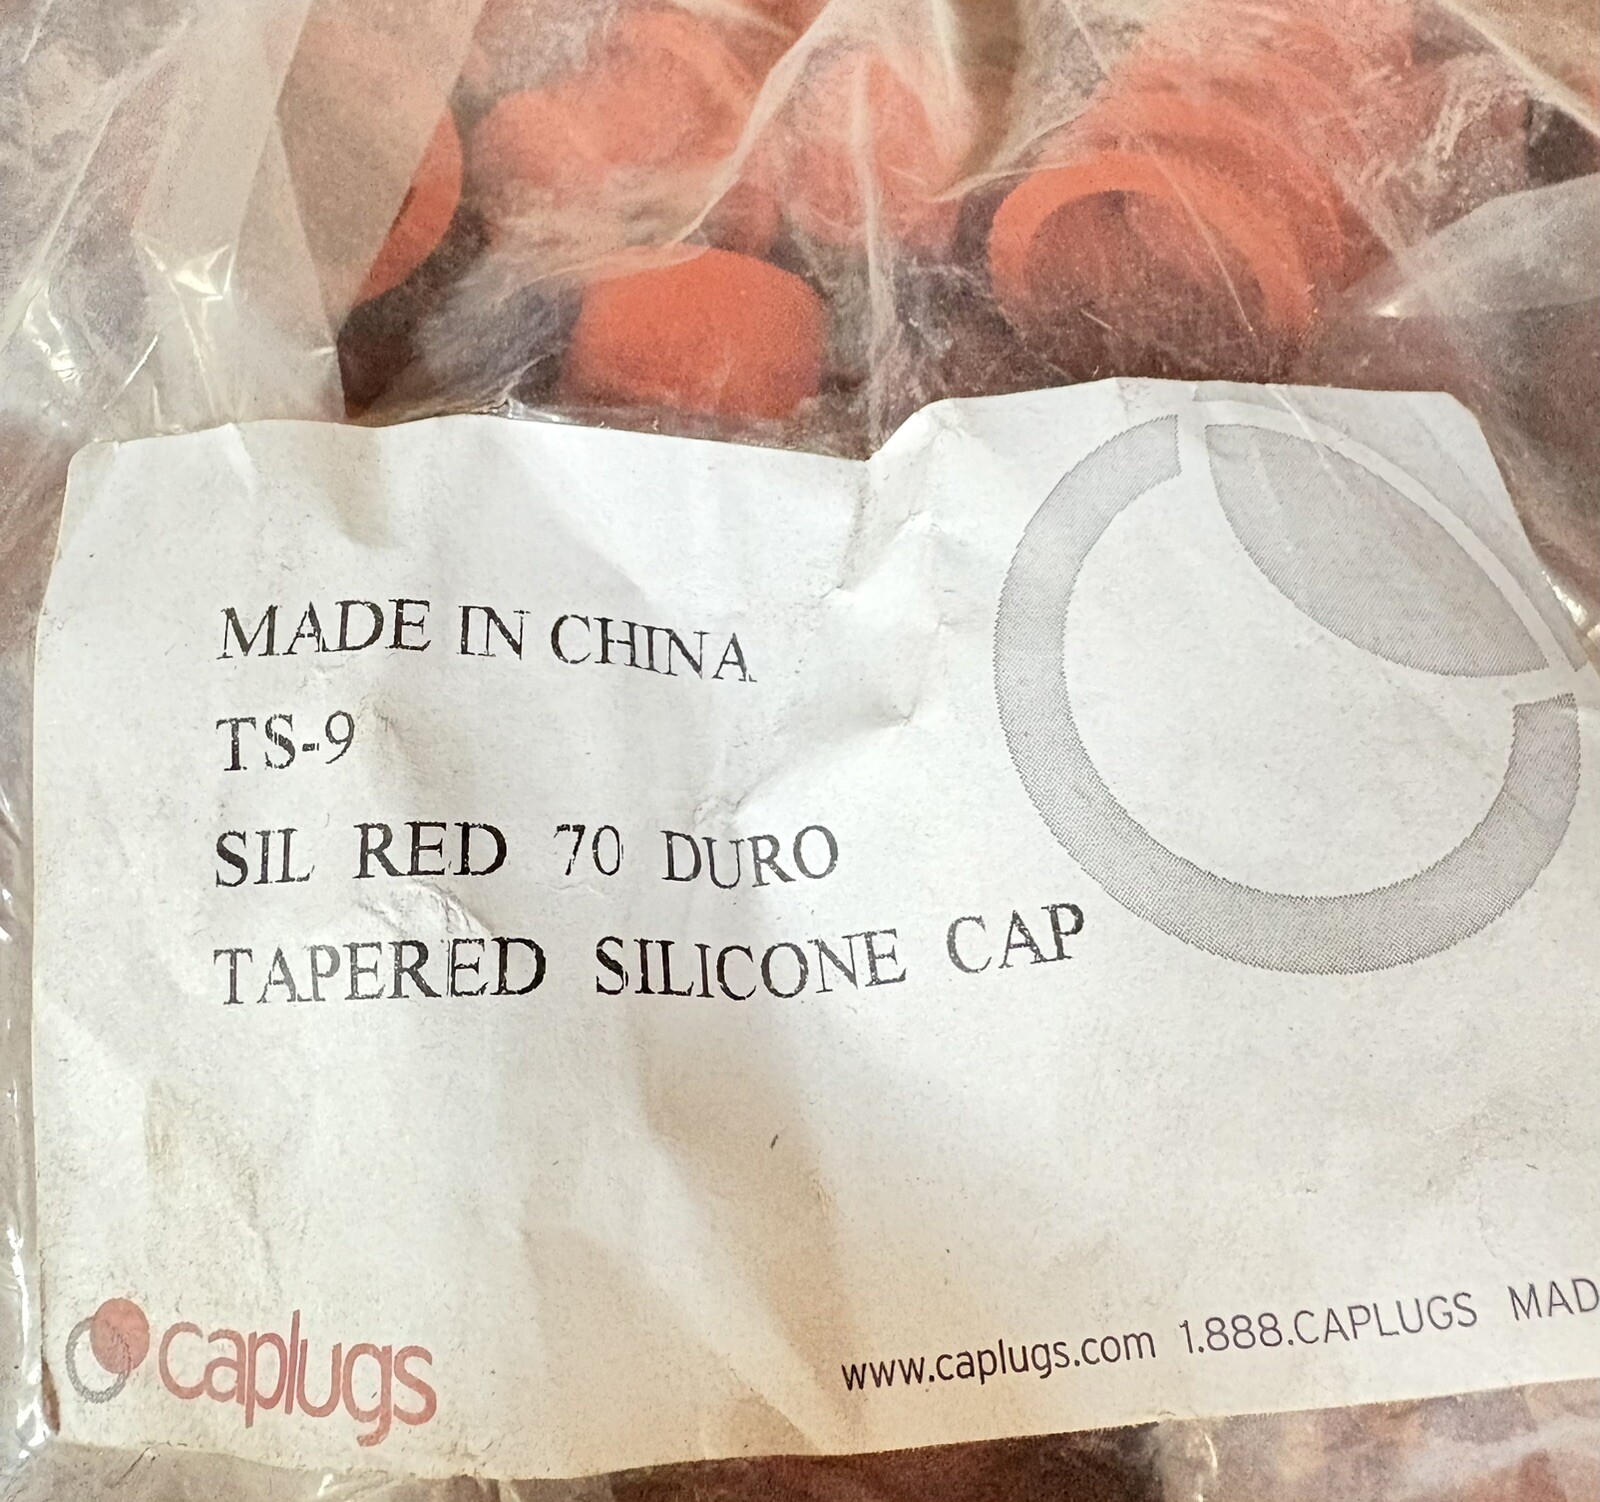 MADE IN CHINA
TS-9
SIL RED 70 DURO
TAPERED SILICONE CAP
caplugs
www.caplugs.com 1.888.CAPLUGS MAD